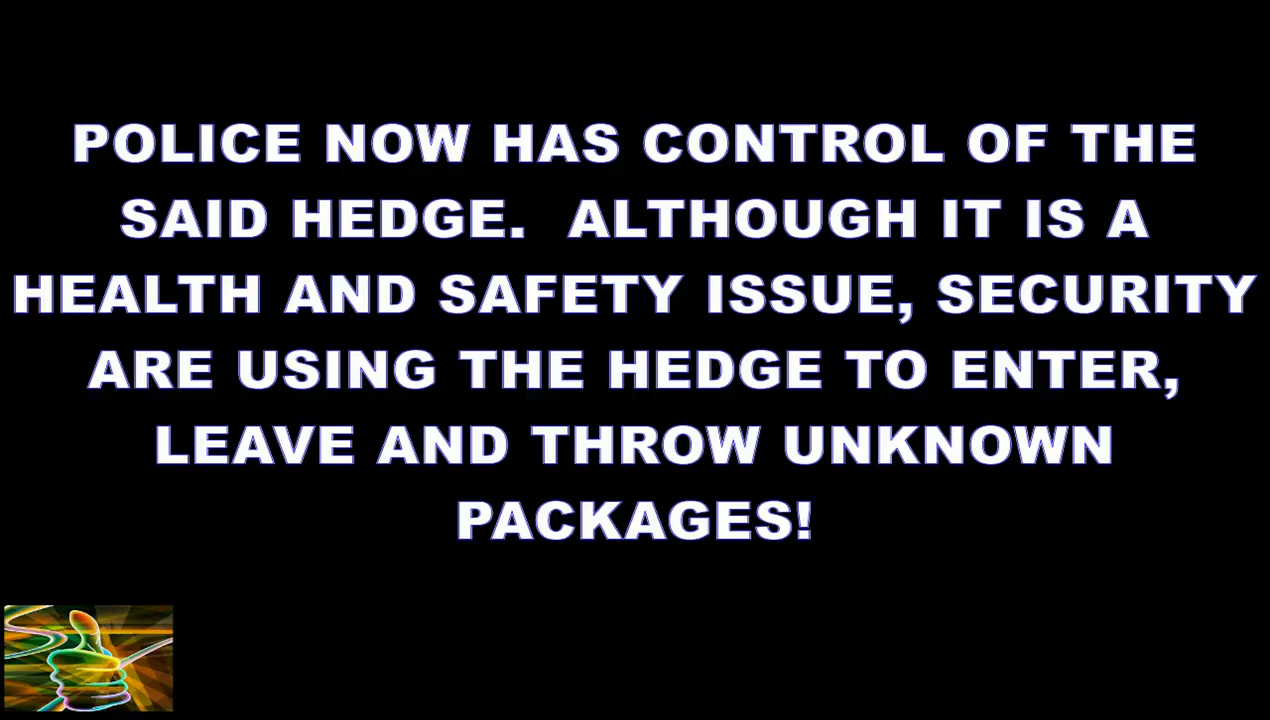 POLICE NOW HAS CONTROL OF THE
SAID HEDGE.  ALTHOUGH IT IS A
HEALTH AND SAFETY ISSUE, SECURITY
ARE USING THE HEDGE TO ENTER,
LEAVE AND THROW UNKNOWN
PACKAGES!